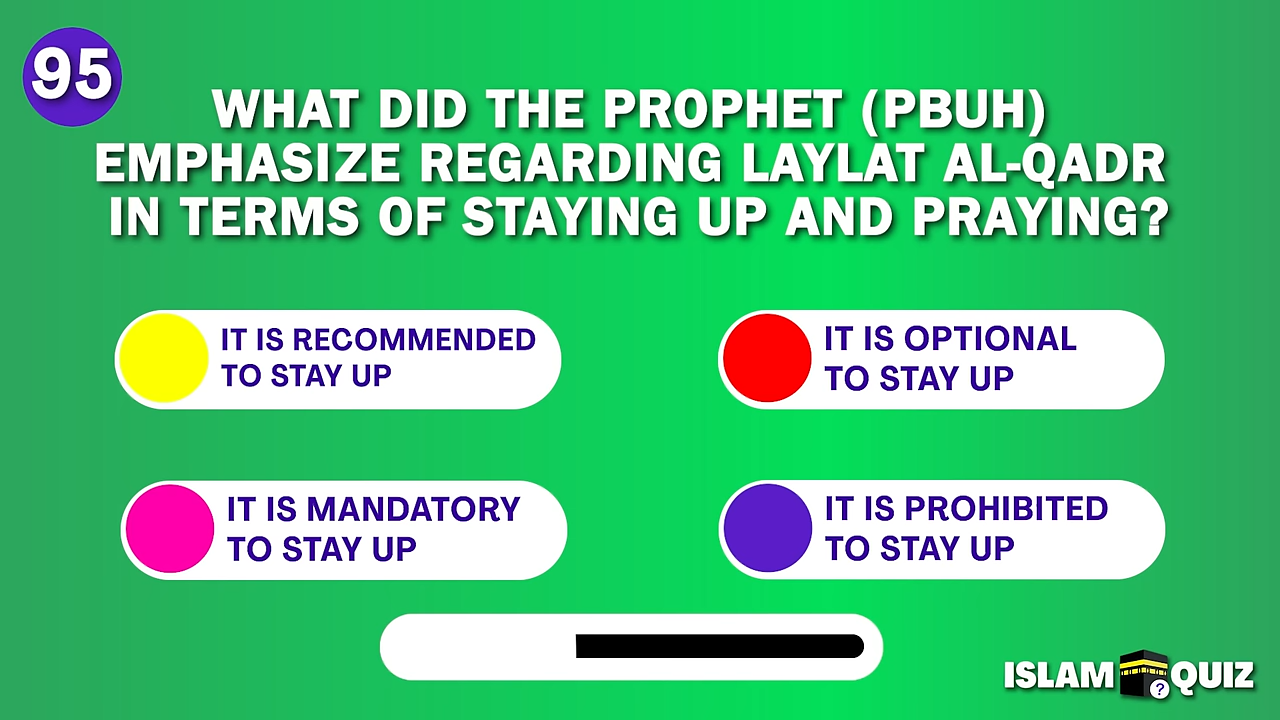 95
WHAT DID THE PROPHET (PBUH)
EMPHASIZE REGARDING LAYLAT AL-QADR
IN TERMS OF STAYING UP AND PRAYING?
IT IS RECOMMENDED
TO STAY UP
IT IS OPTIONAL
TO STAY UP
IT IS MANDATORY
TO STAY UP
IT IS PROHIBITED
TO STAY UP
ISLAM ? QUIZ